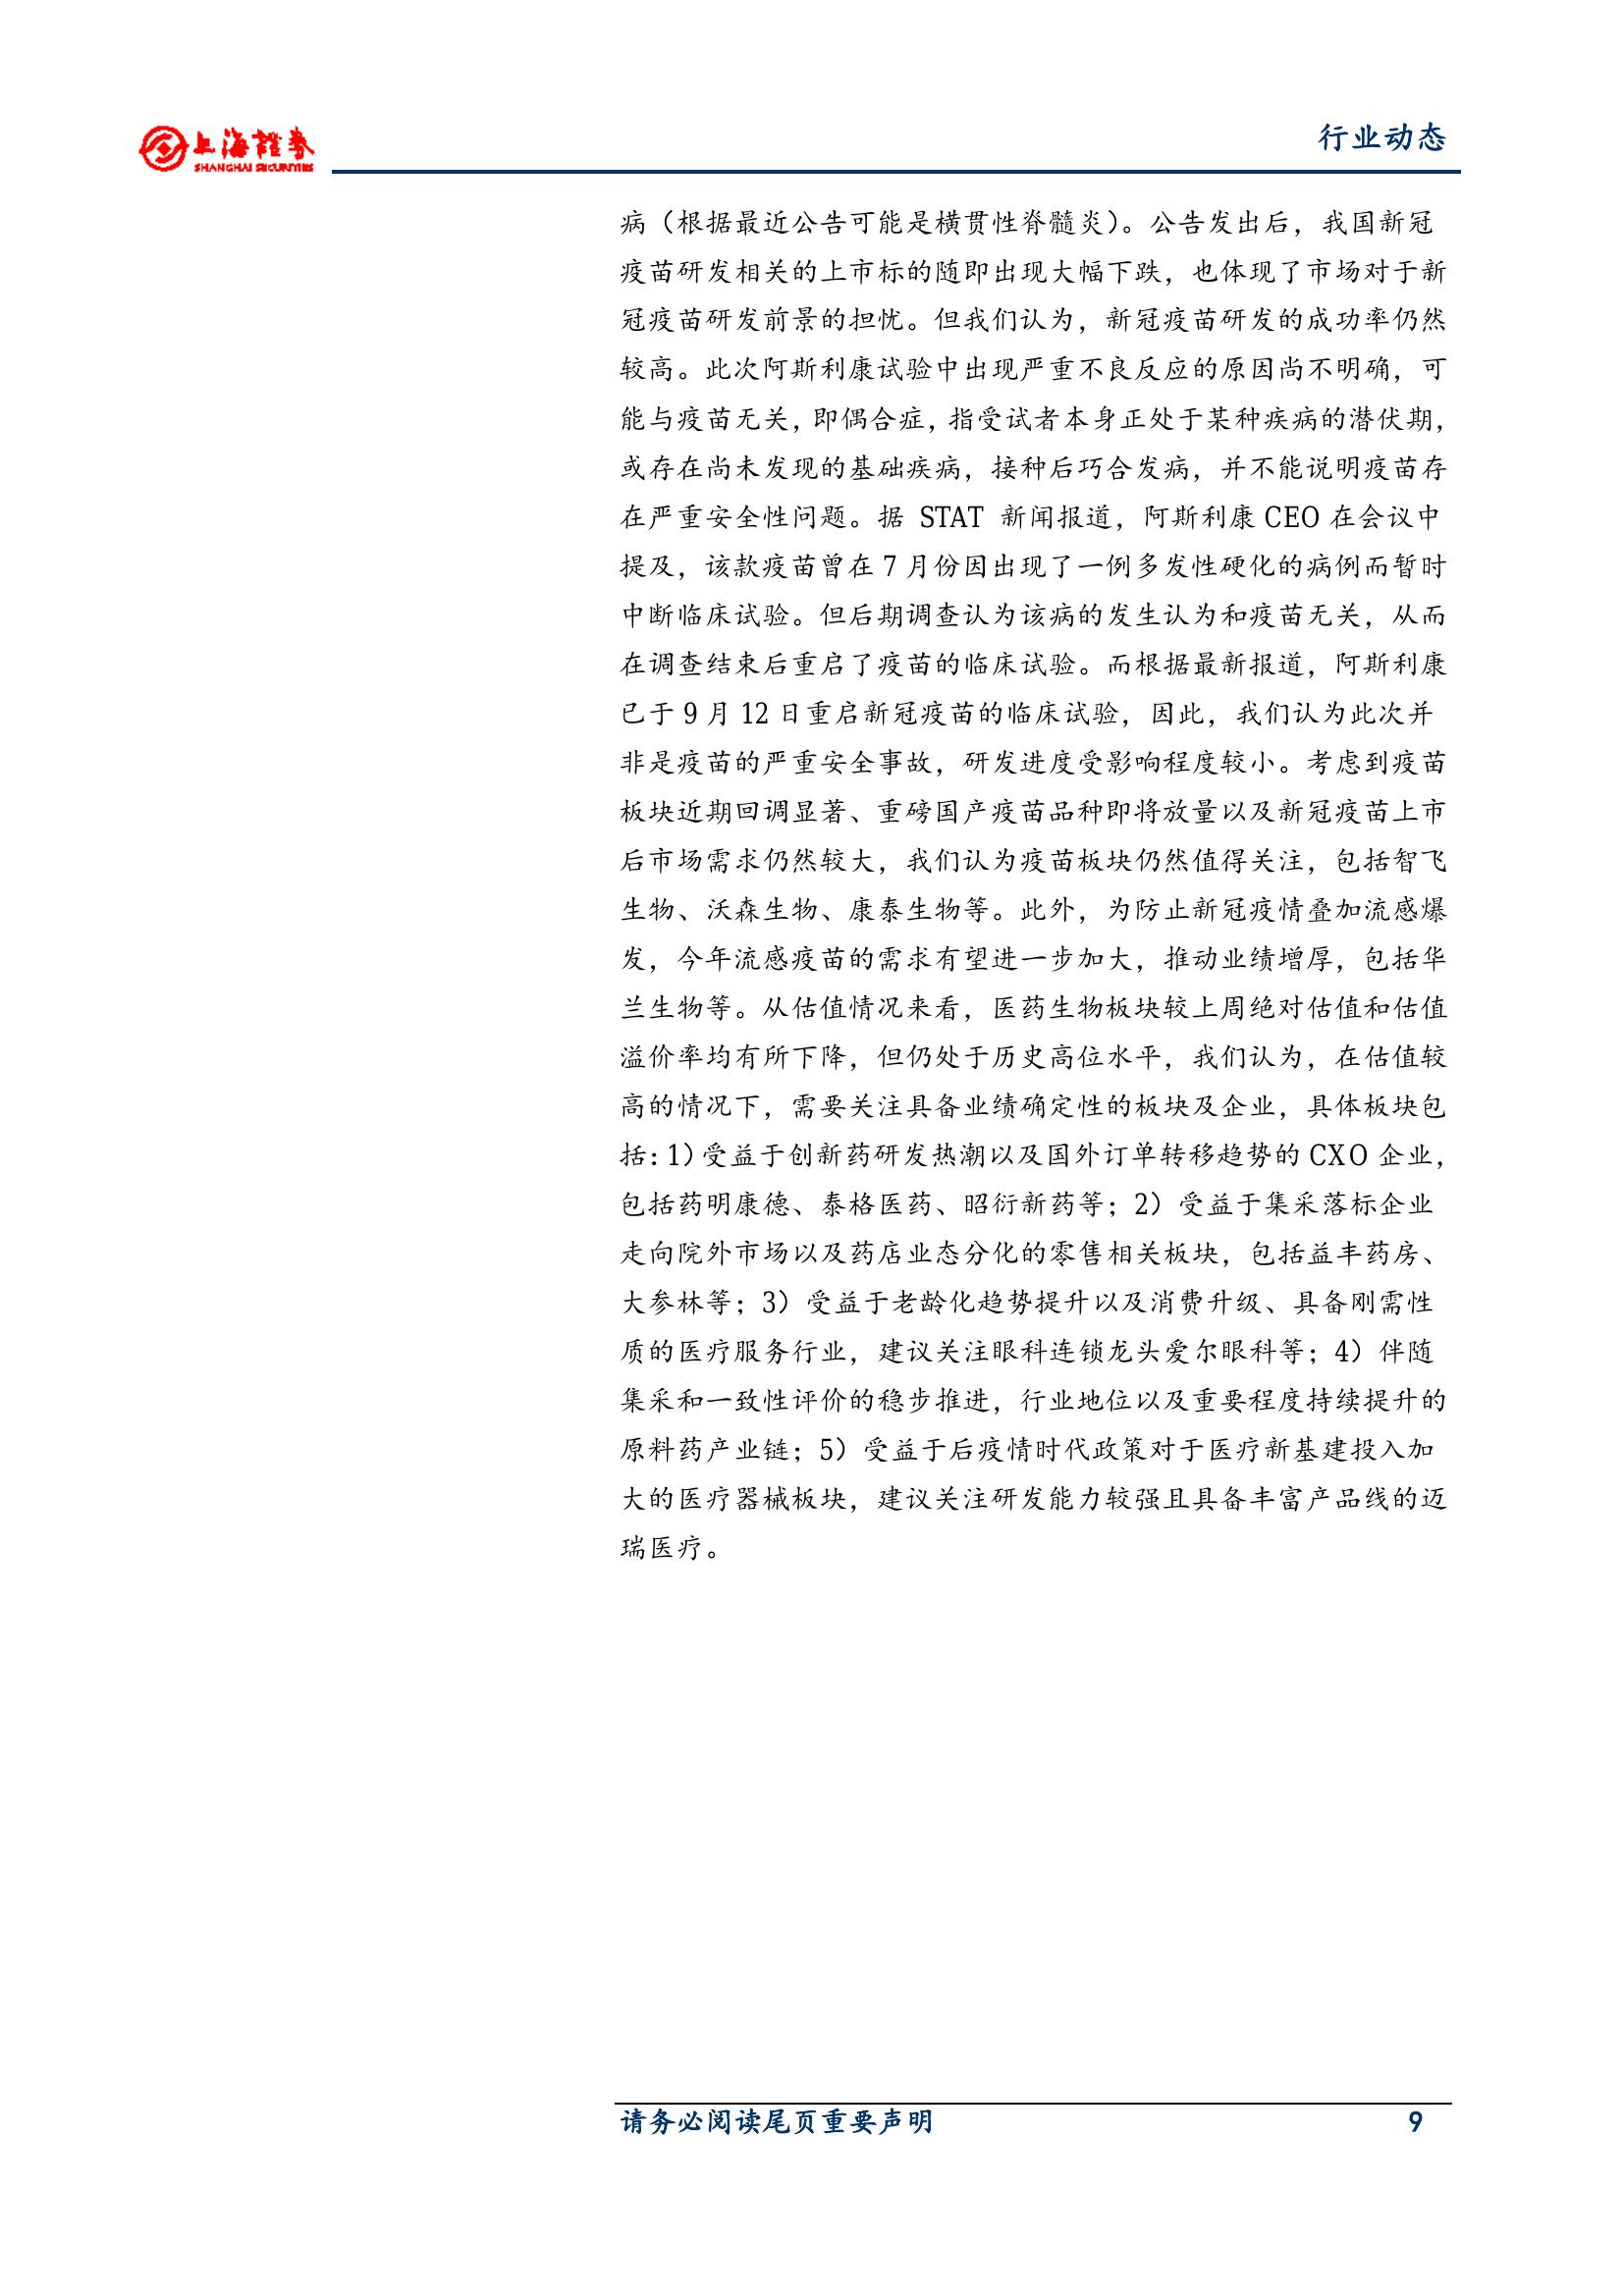 上海證券
SHANGHAI SECURITIES
行业动态
病（根据最近公告可能是横贯性脊髓炎）。公告发出后，我国新冠
疫苗研发相关的上市标的随即出现大幅下跌，也体现了市场对于新
冠疫苗研发前景的担忧。但我们认为，新冠疫苗研发的成功率仍然
较高。此次阿斯利康试验中出现严重不良反应的原因尚不明确，可
能与疫苗无关，即偶合症，指受试者本身正处于某种疾病的潜伏期，
或存在尚未发现的基础疾病，接种后巧合发病，并不能说明疫苗存
在严重安全性问题。据 STAT 新闻报道，阿斯利康 CEO 在会议中
提及，该款疫苗曾在 7 月份因出现了一例多发性硬化的病例而暂时
中断临床试验。但后期调查认为该病的发生认为和疫苗无关，从而
在调查结束后重启了疫苗的临床试验。而根据最新报道，阿斯利康
已于 9 月 12 日重启新冠疫苗的临床试验，因此，我们认为此次并
非是疫苗的严重安全事故，研发进度受影响程度较小。考虑到疫苗
板块近期回调显著、重磅国产疫苗品种即将放量以及新冠疫苗上市
后市场需求仍然较大，我们认为疫苗板块仍然值得关注，包括智飞
生物、沃森生物、康泰生物等。此外，为防止新冠疫情叠加流感爆
发，今年流感疫苗的需求有望进一步加大，推动业绩增厚，包括华
兰生物等。从估值情况来看，医药生物板块较上周绝对估值和估值
溢价率均有所下降，但仍处于历史高位水平，我们认为，在估值较
高的情况下，需要关注具备业绩确定性的板块及企业，具体板块包
括：1）受益于创新药研发热潮以及国外订单转移趋势的 CXO 企业，
包括药明康德、泰格医药、昭衍新药等；2）受益于集采落标企业
走向院外市场以及药店业态分化的零售相关板块，包括益丰药房、
大参林等；3）受益于老龄化趋势提升以及消费升级、具备刚需性
质的医疗服务行业，建议关注眼科连锁龙头爱尔眼科等；4）伴随
集采和一致性评价的稳步推进，行业地位以及重要程度持续提升的
原料药产业链；5）受益于后疫情时代政策对于医疗新基建投入加
大的医疗器械板块，建议关注研发能力较强且具备丰富产品线的迈
瑞医疗。
请务必阅读尾页重要声明 9